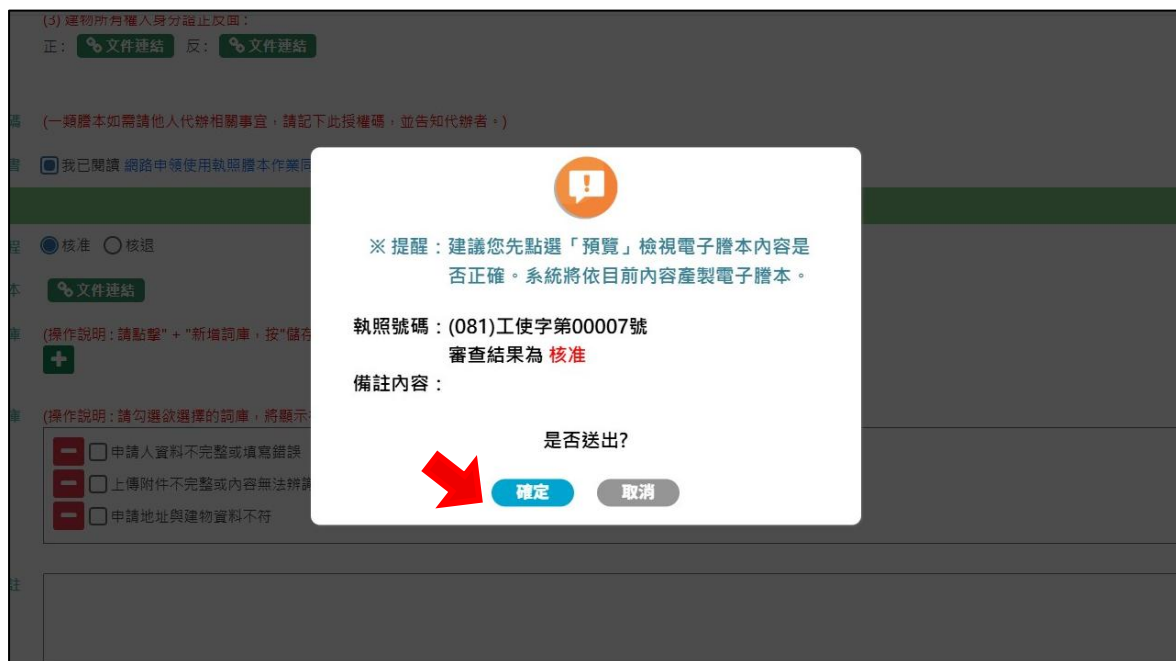 (3) 建物所有權人身分證正反面：
正： 文件連結 反： 文件連結
碼 (一類謄本如需請他人代辦相關事宜，請記下此授權碼，並告知代辦者。)
書 我已閱讀 網路申領使用執照謄本作業同
程 核准 核退
本 文件連結
庫 (操作說明：請點擊" + "新增詞庫，按"儲存
庫 (操作說明：請勾選欲選擇的詞庫，將顯示
申請人資料不完整或填寫錯誤
上傳附件不完整或內容無法辨識
申請地址與建物資料不符
註
※ 提醒：建議您先點選「預覽」檢視電子謄本內容是
否正確。系統將依目前內容產製電子謄本。
執照號碼：(081)工使字第00007號
審查結果為 核准
備註內容：
是否送出?
確定 取消